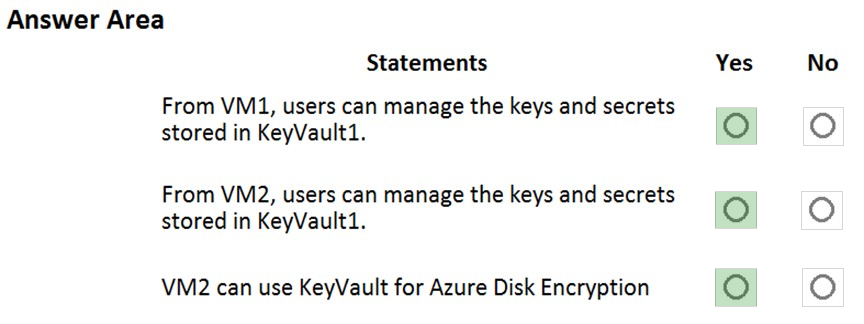 Answer Area
Statements Yes No
From VM1, users can manage the keys and secrets
stored in KeyVault1.
From VM2, users can manage the keys and secrets
stored in KeyVault1.
VM2 can use KeyVault for Azure Disk Encryption